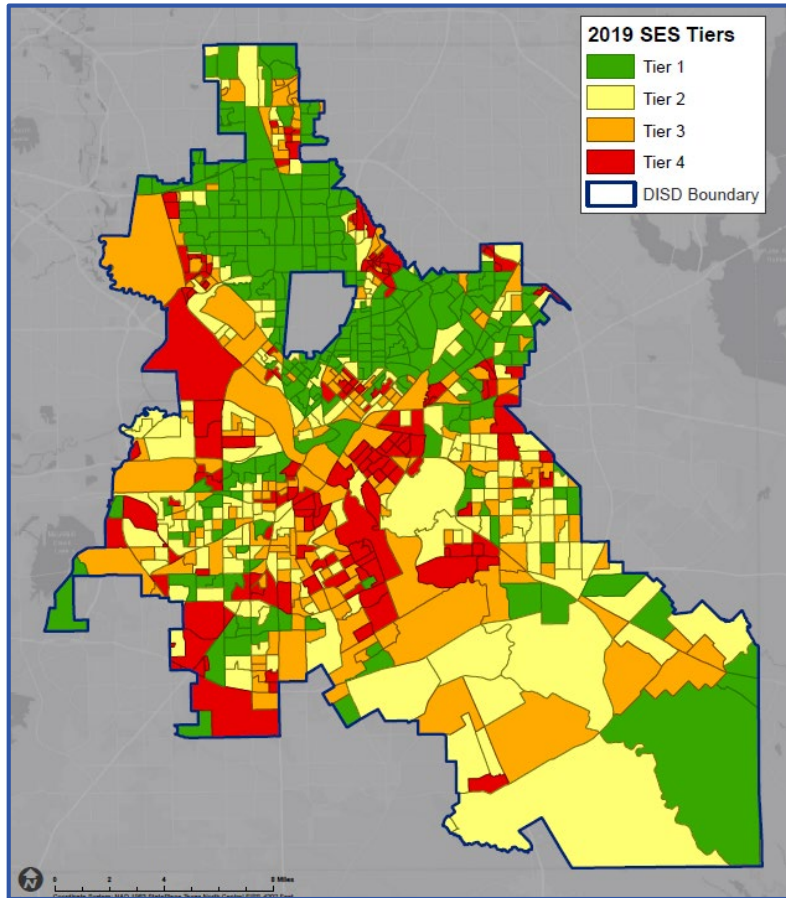 2019 SES Tiers
Tier 1
Tier 2
Tier 3
Tier 4
DISD Boundary
0 2 4 8 Miles